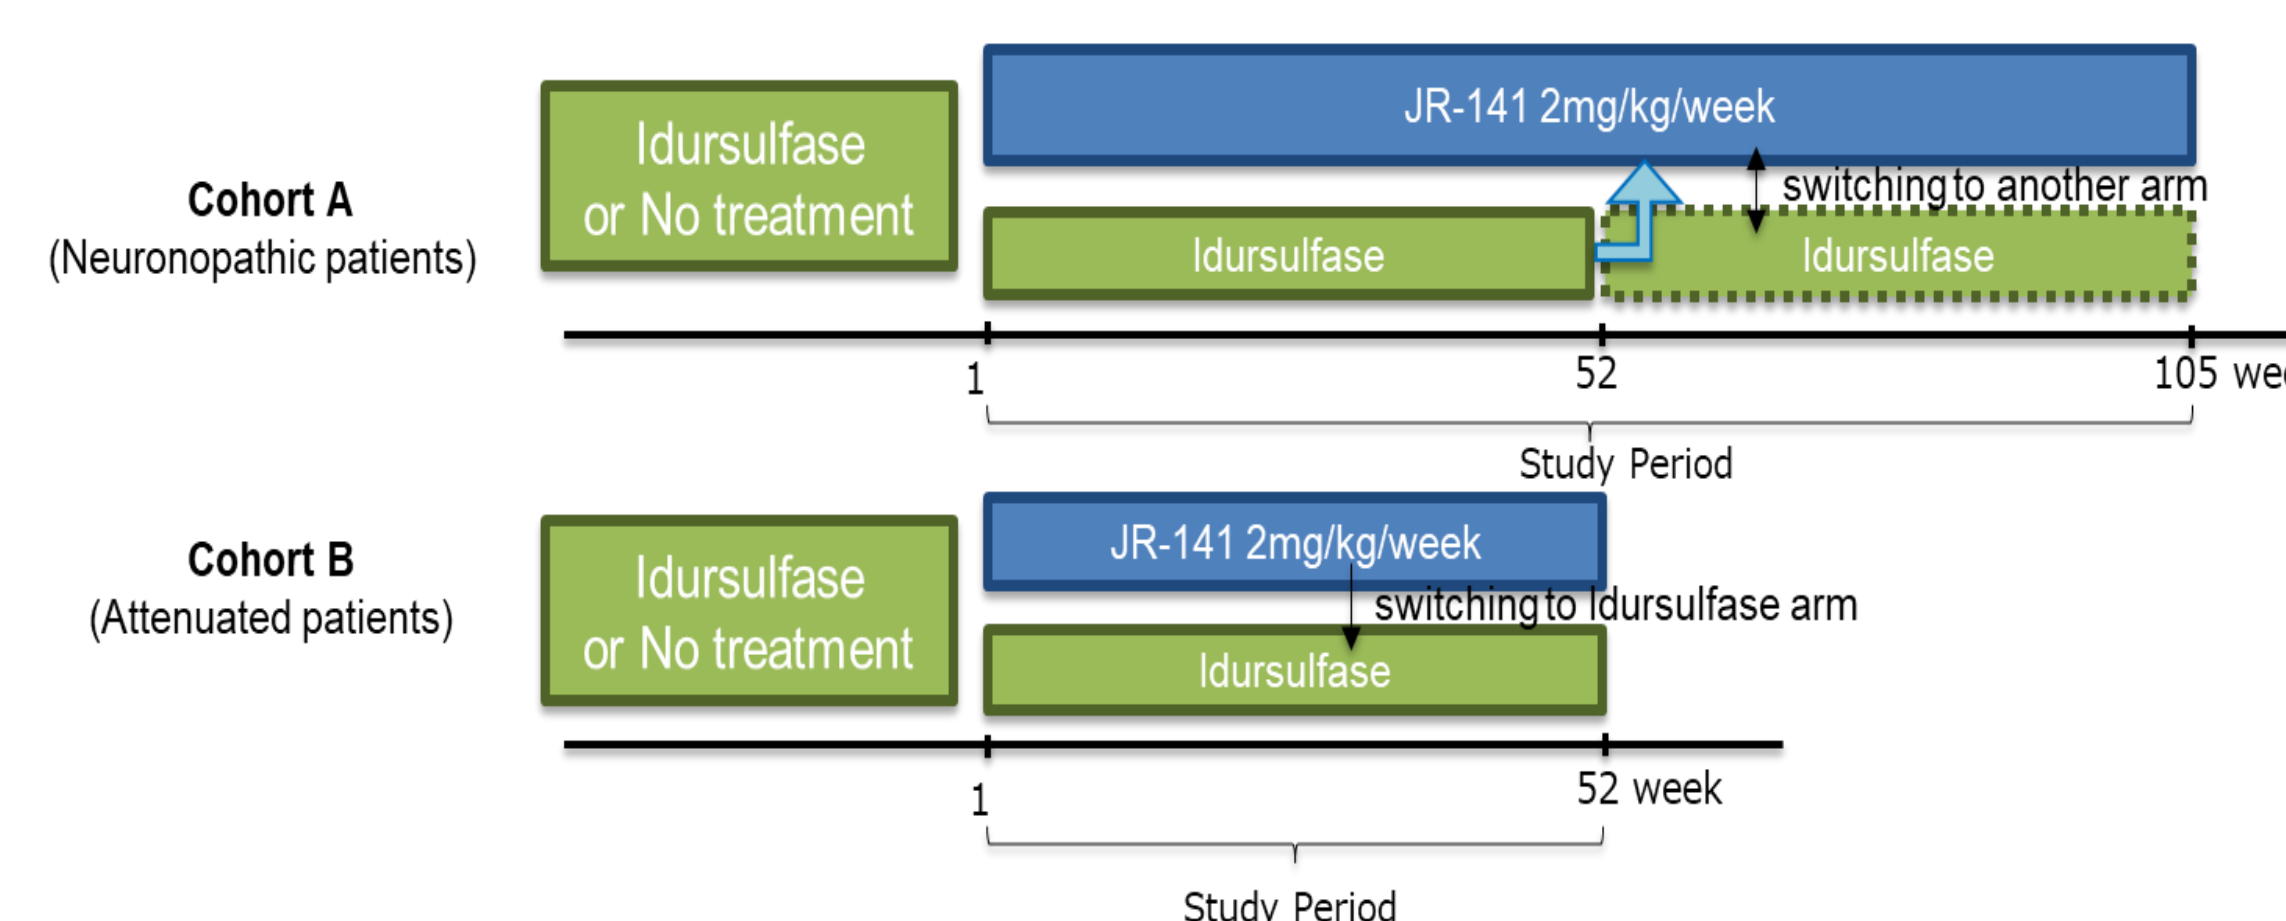 JR-141 2mg/kg/week
Idursulfase
or No treatment
Cohort A
(Neuronopathic patients)
switching to another arm
Idursulfase
Idursulfase
1
52
105
Study Period
Cohort B
(Attenuated patients)
Idursulfase
or No treatment
JR-141 2mg/kg/week
switching to Idursulfase arm
Idursulfase
1
52 week
Study Period